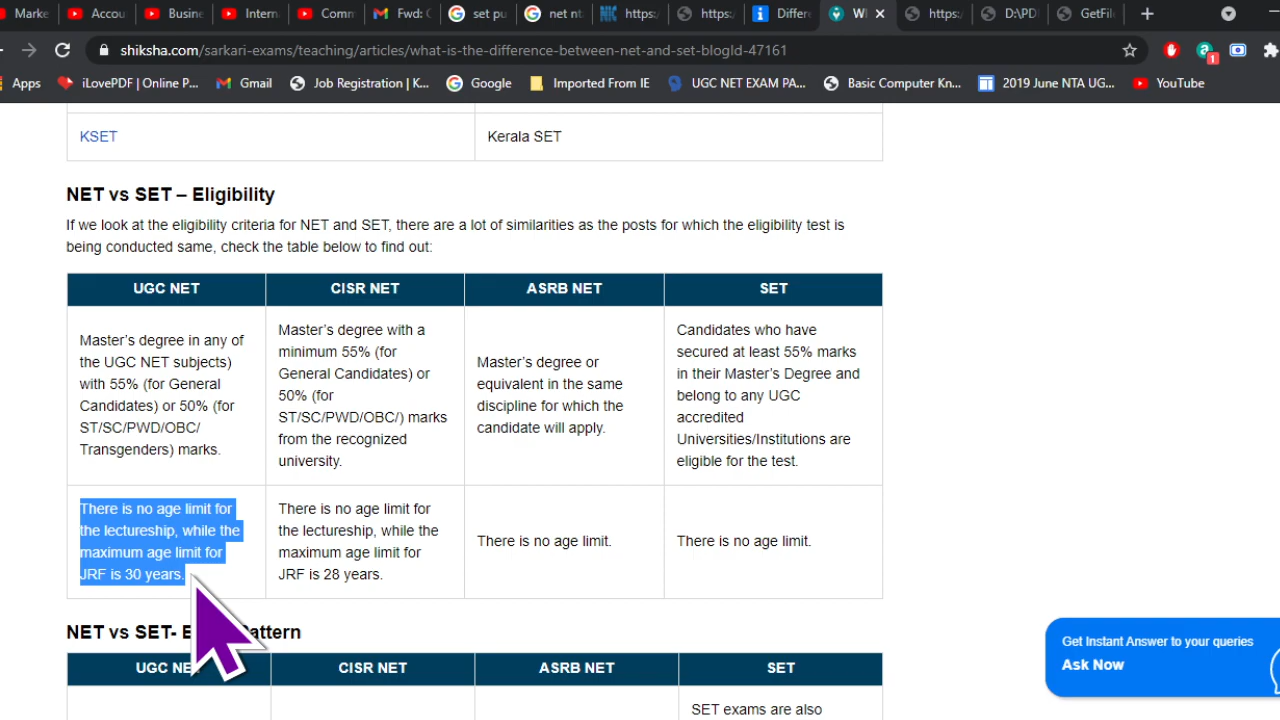 Marke
Accou
Busine
Intern
Comm
Fwd: C
set pu
net nt
https:
https:
Differe
W
https:
D:\PD
GetFil
shiksha.com/sarkari-exams/teaching/articles/what-is-the-difference-between-net-and-set-blogId-47161
1
Apps
iLovePDF | Online P...
Gmail
Job Registration | K...
Google
Imported From IE
UGC NET EXAM PA...
Basic Computer Kn...
2019 June NTA UG...
YouTube
KSET
Kerala SET
NET vs SET – Eligibility
If we look at the eligibility criteria for NET and SET, there are a lot of similarities as the posts for which the eligibility test is
being conducted same, check the table below to find out:
UGC NET
CISR NET
ASRB NET
SET
Master's degree in any of
the UGC NET subjects)
with 55% (for General
Candidates) or 50% (for
ST/SC/PWD/OBC/
Transgenders) marks.
Master's degree with a
minimum 55% (for
General Candidates) or
50% (for
ST/SC/PWD/OBC/) marks
from the recognized
university.
Master's degree or
equivalent in the same
discipline for which the
candidate will apply.
Candidates who have
secured at least 55% marks
in their Master's Degree and
belong to any UGC
accredited
Universities/Institutions are
eligible for the test.
There is no age limit for
the lectureship, while the
maximum age limit for
JRF is 30 years.
There is no age limit for
the lectureship, while the
maximum age limit for
JRF is 28 years.
There is no age limit.
There is no age limit.
NET vs SET- E Pattern
UGC NE
CISR NET
ASRB NET
SET
SET exams are also
Get Instant Answer to your queries
Ask Now